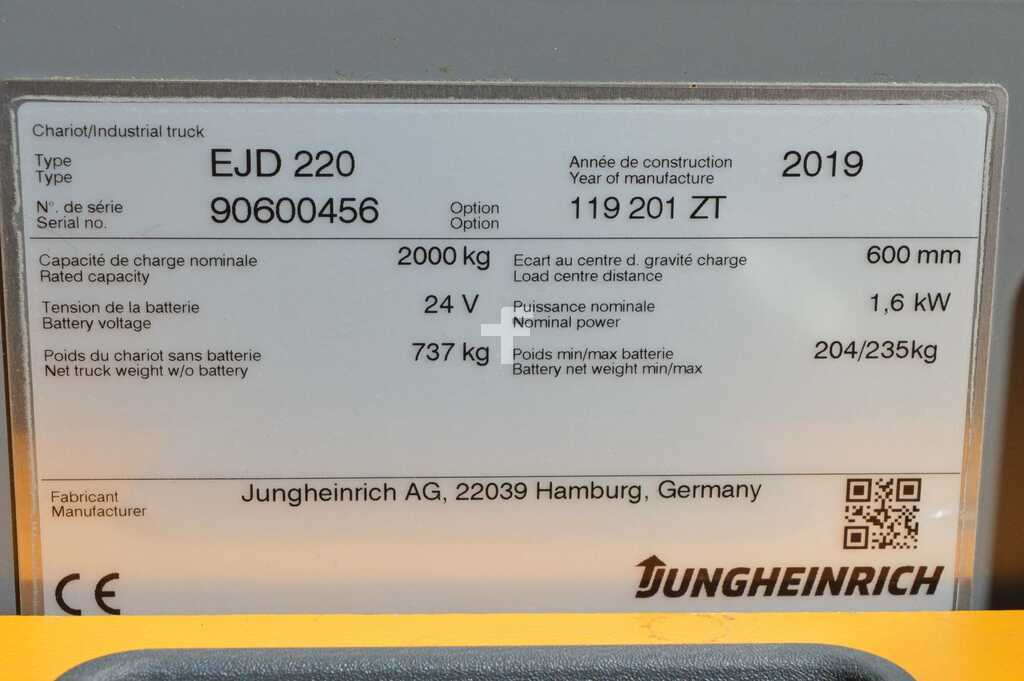 Chariot/Industrial truck
Type EJD 220 Année de construction 2019
Type Year of manufacture
N°. de série 90600456 Option 119 201 ZT
Serial no. Option
Capacité de charge nominale 2000 kg Ecart au centre d. gravité charge 600 mm
Rated capacity Load centre distance
Tension de la batterie 24 V Puissance nominale 1,6 kW
Battery voltage Nominal power
Poids du chariot sans batterie 737 kg Poids min/max batterie 204/235kg
Net truck weight w/o battery Battery net weight min/max
Fabricant Jungheinrich AG, 22039 Hamburg, Germany
Manufacturer
CE JUNGHEINRICH